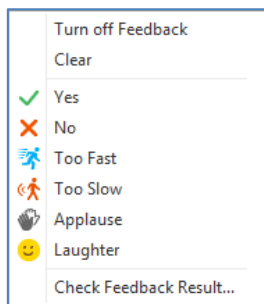 Turn off Feedback
Clear
Yes
No
Too Fast
Too Slow
Applause
Laughter
Check Feedback Result...